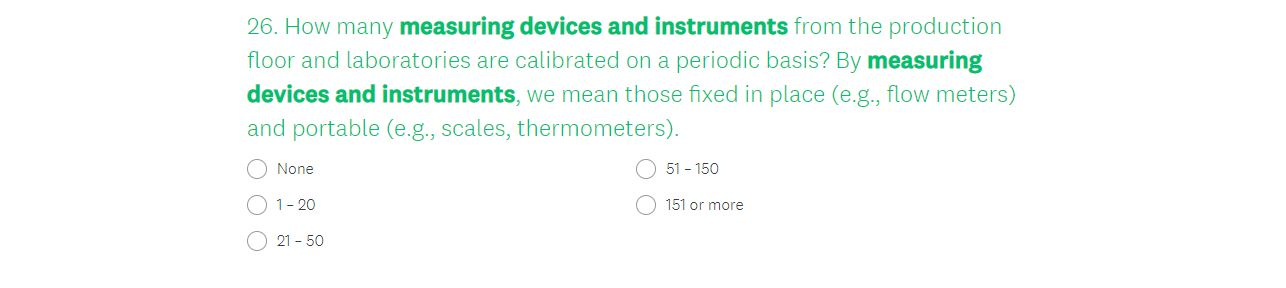 26. How many measuring devices and instruments from the production
floor and laboratories are calibrated on a periodic basis? By measuring
devices and instruments, we mean those fixed in place (e.g., flow meters)
and portable (e.g., scales, thermometers).
None
1 – 20
21 – 50
51 – 150
151 or more